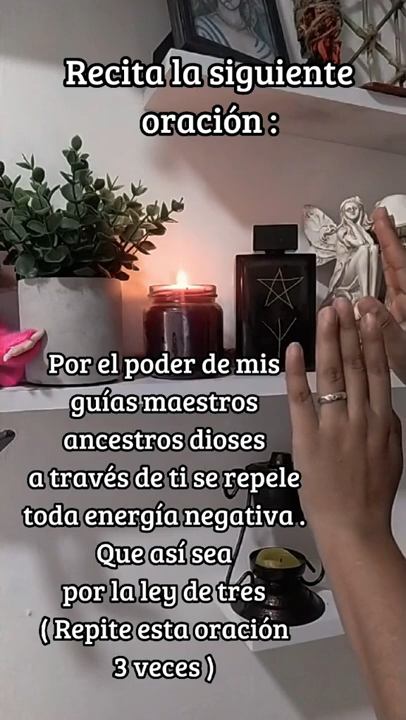 Recita la siguiente
oración :
Por el poder de mis
guías maestros
ancestros dioses
a través de ti se repele
toda energía negativa .
Que así sea
por la ley de tres
( Repite esta oración
3 veces )